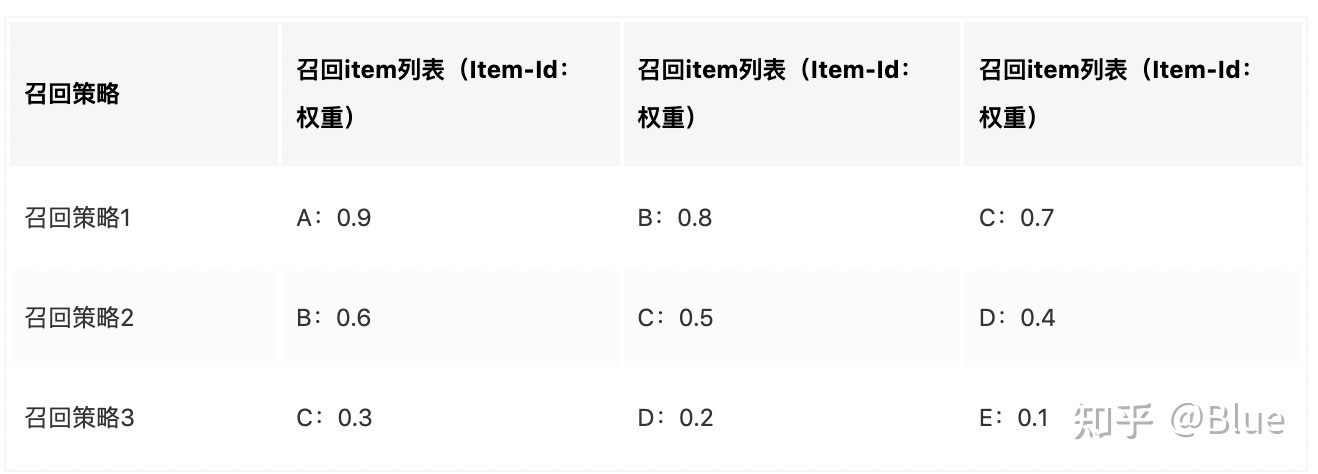 召回策略
召回item列表（Item-Id：
权重）
召回item列表（Item-Id：
权重）
召回item列表（Item-Id：
权重）
召回策略1
A：0.9
B：0.8
C：0.7
召回策略2
B：0.6
C：0.5
D：0.4
召回策略3
C：0.3
D：0.2
E：0.1
知乎 @Blue